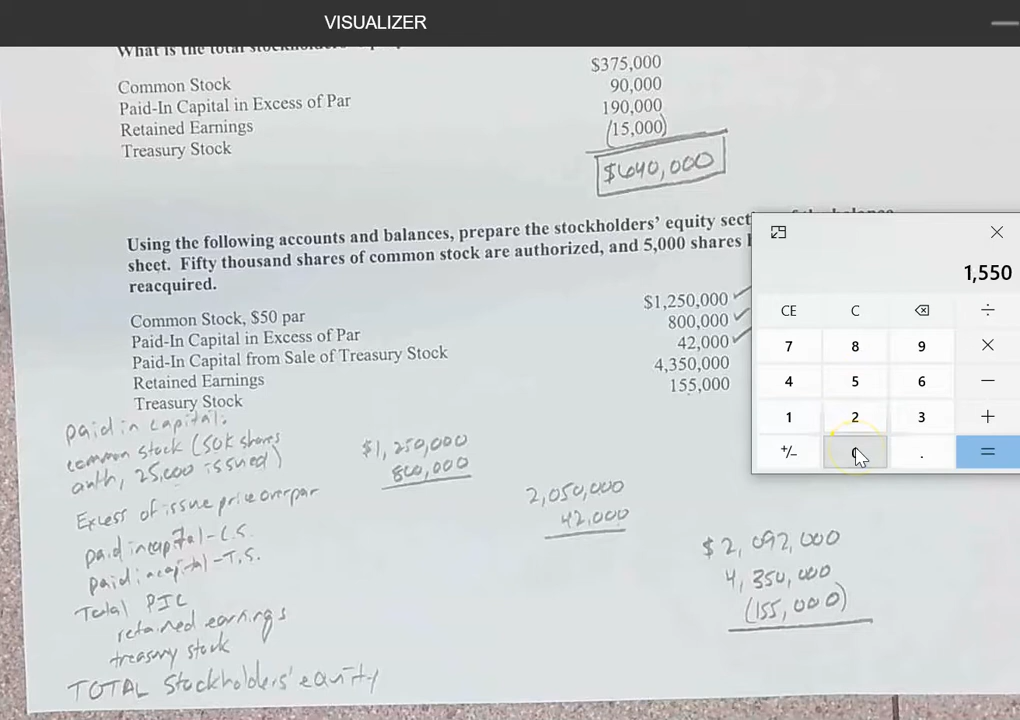 VISUALIZER
What is the total
Common Stock $375,000
Paid-In Capital in Excess of Par 90,000
Retained Earnings 190,000
Treasury Stock (15,000)
$640,000
Using the following accounts and balances, prepare the stockholders' equity
sheet. Fifty thousand shares of common stock are authorized, and 5,000 shares
reacquired.
Common Stock, $50 par $1,250,000
Paid-In Capital in Excess of Par 800,000
Paid-In Capital from Sale of Treasury Stock 42,000
Retained Earnings 4,350,000
Treasury Stock 155,000
paid in capital:
common stock (50K shares
auth, 25,000 issued) $1,250,000
Excess of issue price over par 800,000
paid in capital-C.S. 2,050,000
paid in capital-T.S. 42,000
Total PIC $2,092,000
retained earnings 4,350,000
treasury stock (155,000)
TOTAL Stockholders' equity
1,550
CE C ÷
7 8 9 ×
4 5 6 −
1 2 3 +
+/− 0 . =